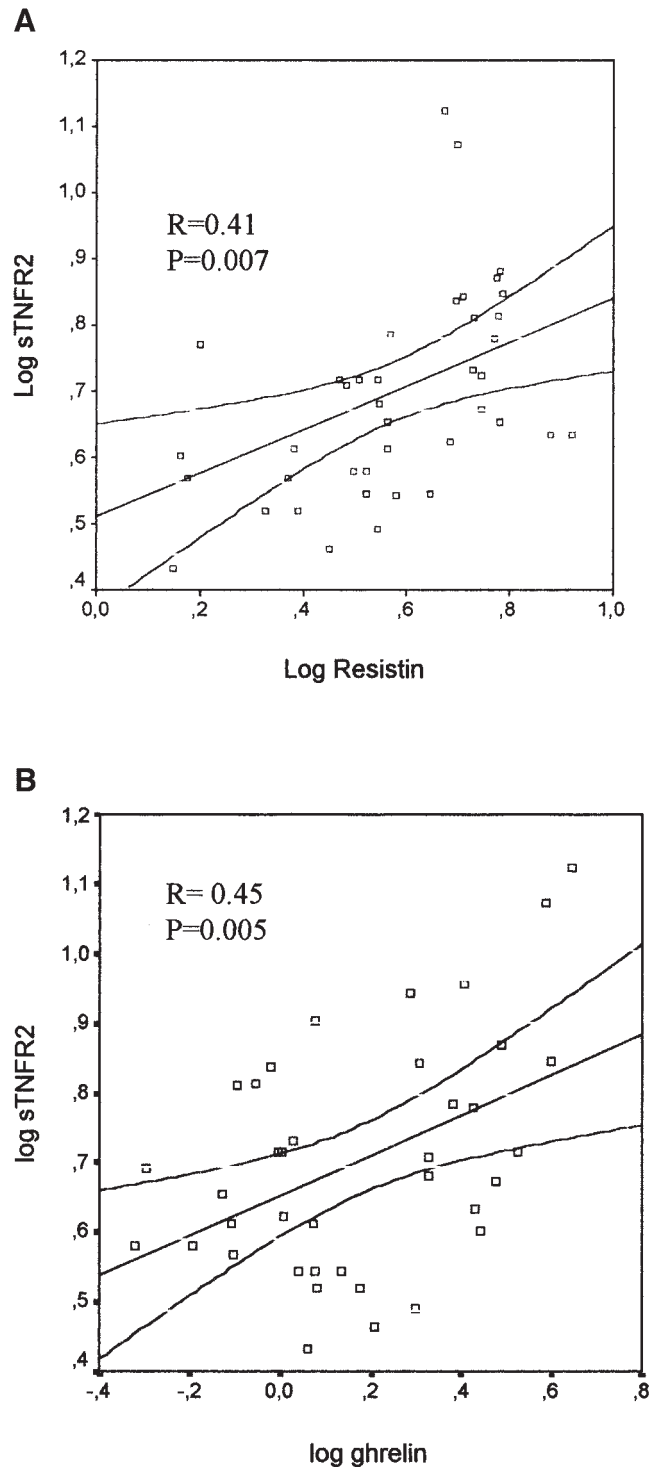 A
1,2
1,1
1,0
,9
,8
,7
,6
,5
,4
Log sTNFR2
R=0.41
P=0.007
0,0 ,2 ,4 ,6 ,8 1,0
Log Resistin
B
1,2
1,1
1,0
,9
,8
,7
,6
,5
,4
log sTNFR2
R= 0.45
P=0.005
-,4 -,2 0,0 ,2 ,4 ,6 ,8
log ghrelin